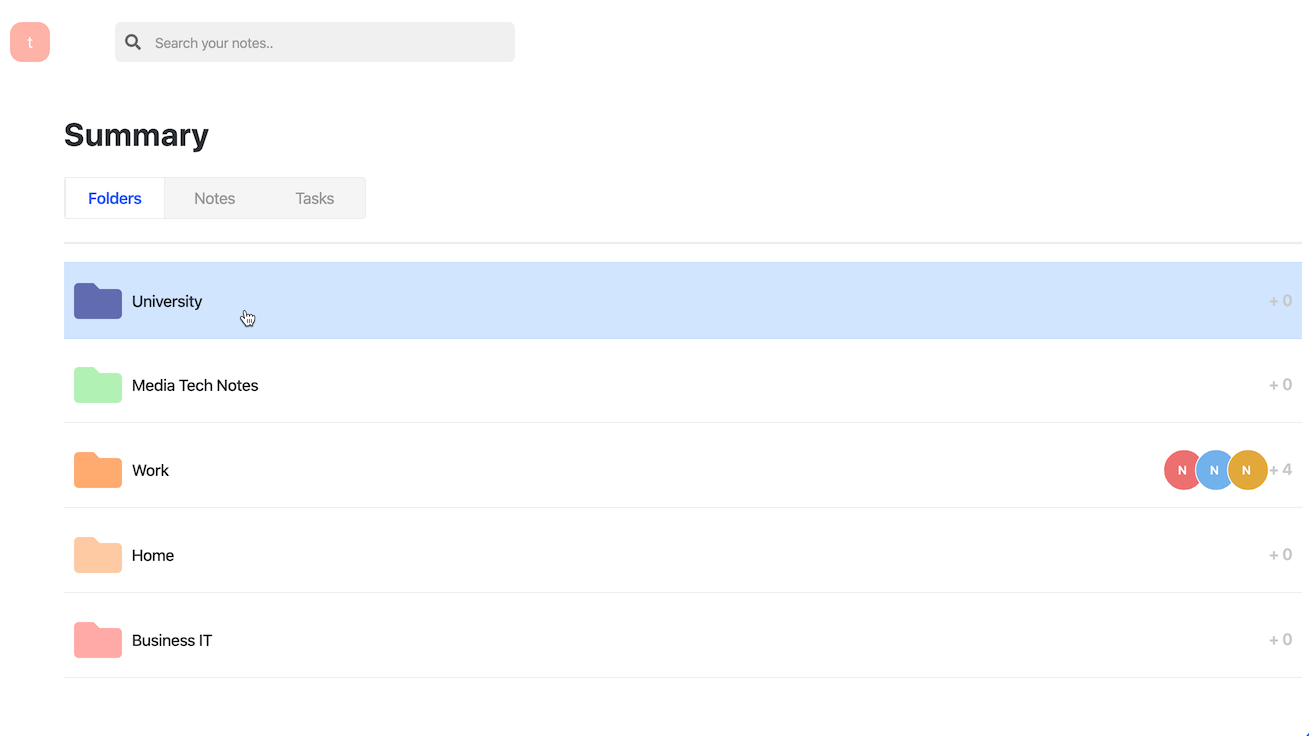 t
Search your notes..
Summary
Folders Notes Tasks
University + 0
Media Tech Notes + 0
Work N N N + 4
Home + 0
Business IT + 0